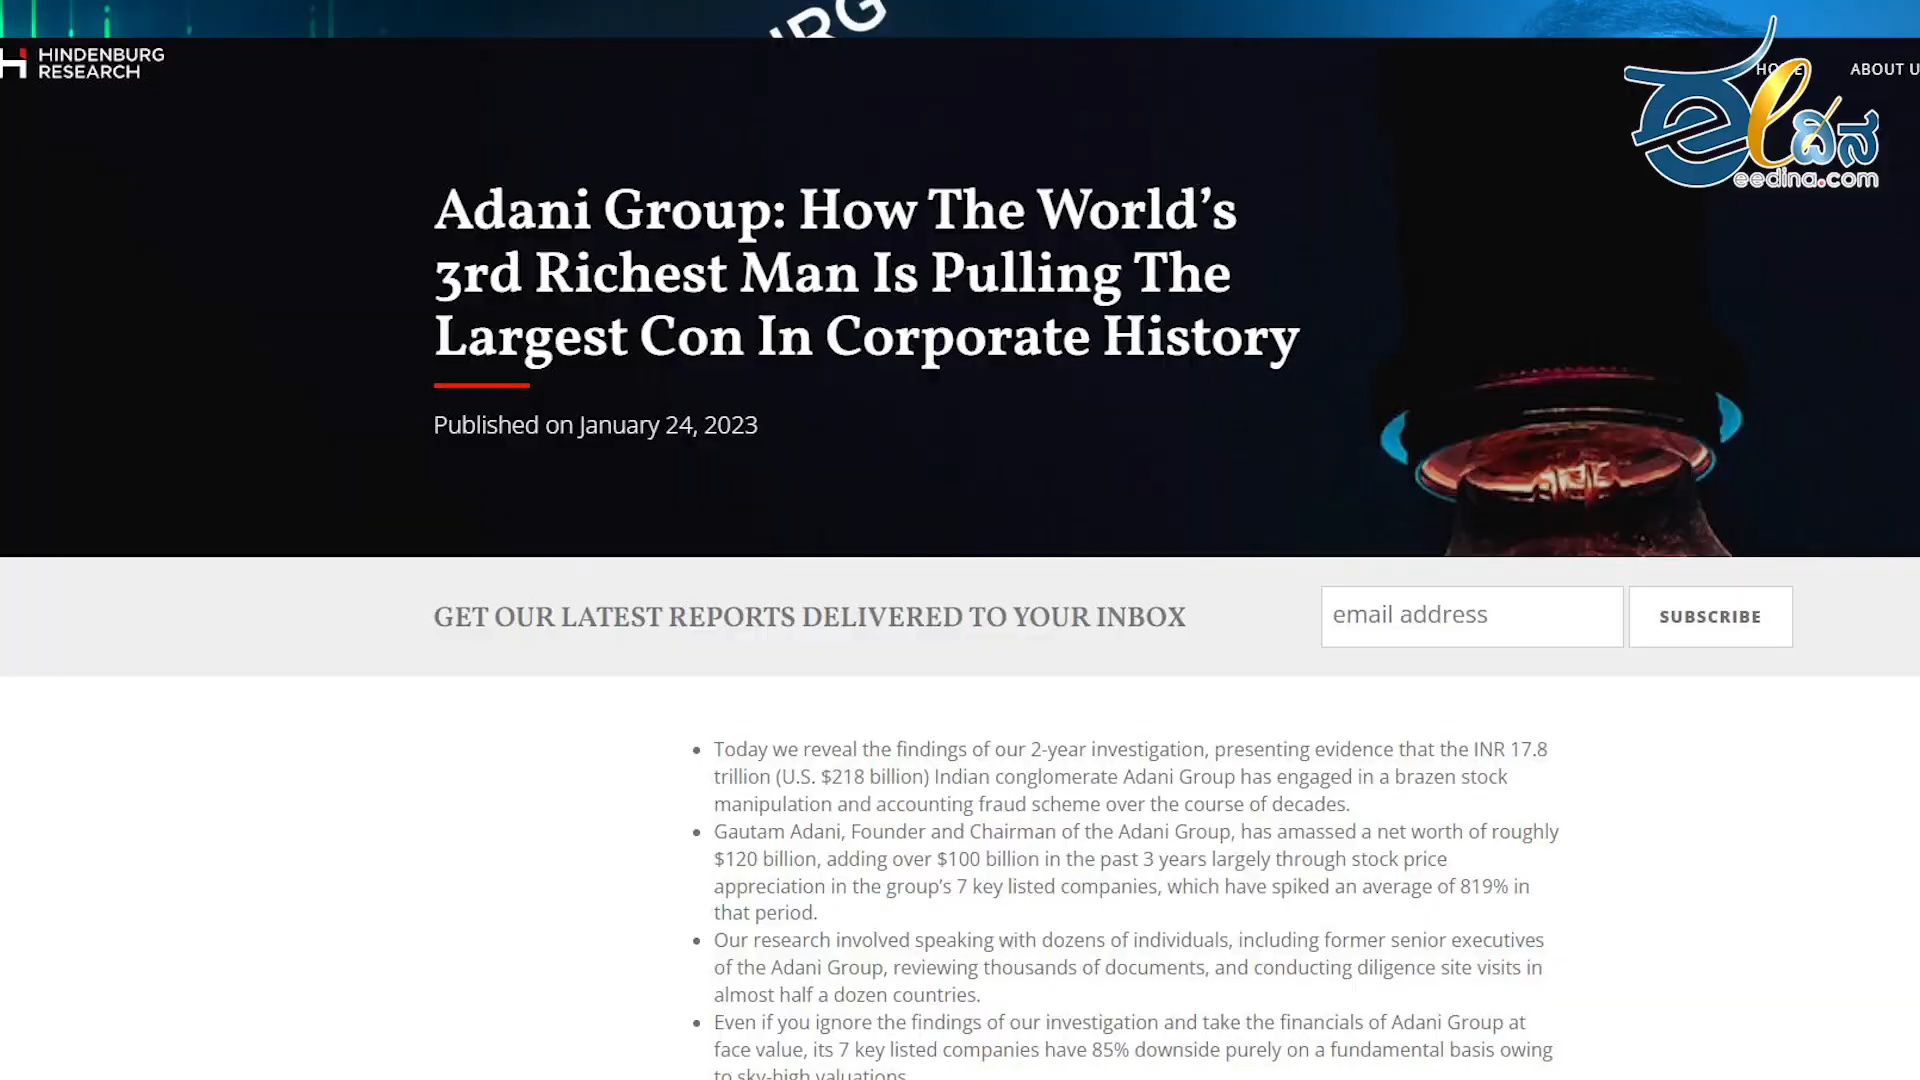 HINDENBURG
RESEARCH
ABOUT U
ದಿನ
eedina.com
Adani Group: How The World’s
3rd Richest Man Is Pulling The
Largest Con In Corporate History
Published on January 24, 2023
GET OUR LATEST REPORTS DELIVERED TO YOUR INBOX
email address
SUBSCRIBE
• Today we reveal the findings of our 2-year investigation, presenting evidence that the INR 17.8
trillion (U.S. $218 billion) Indian conglomerate Adani Group has engaged in a brazen stock
manipulation and accounting fraud scheme over the course of decades.
• Gautam Adani, Founder and Chairman of the Adani Group, has amassed a net worth of roughly
$120 billion, adding over $100 billion in the past 3 years largely through stock price
appreciation in the group’s 7 key listed companies, which have spiked an average of 819% in
that period.
• Our research involved speaking with dozens of individuals, including former senior executives
of the Adani Group, reviewing thousands of documents, and conducting diligence site visits in
almost half a dozen countries.
• Even if you ignore the findings of our investigation and take the financials of Adani Group at
face value, its 7 key listed companies have 85% downside purely on a fundamental basis owing
to sky-high valuations.